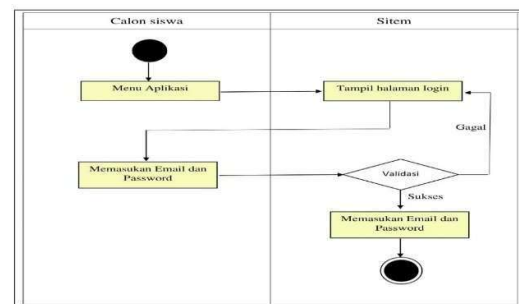 Calon siswa
Sitem
Menu Aplikasi
Tampil halaman login
Gagal
Memasukan Email dan
Password
Validasi
Sukses
Memasukan Email dan
Password